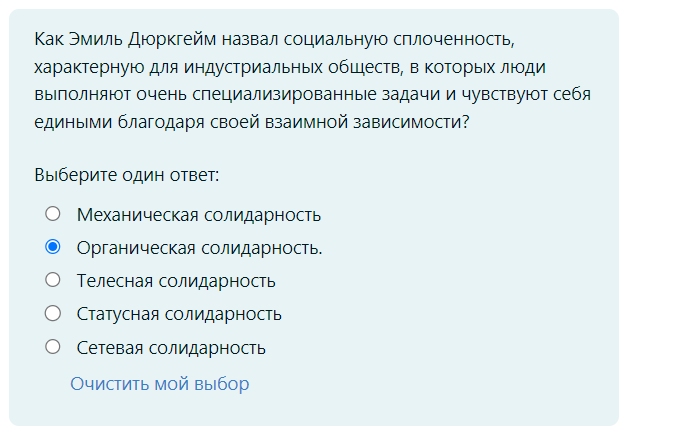 Как Эмиль Дюркгейм назвал социальную сплоченность,
характерную для индустриальных обществ, в которых люди
выполняют очень специализированные задачи и чувствуют себя
едиными благодаря своей взаимной зависимости?
Выберите один ответ:
Механическая солидарность
Органическая солидарность.
Телесная солидарность
Статусная солидарность
Сетевая солидарность
Очистить мой выбор